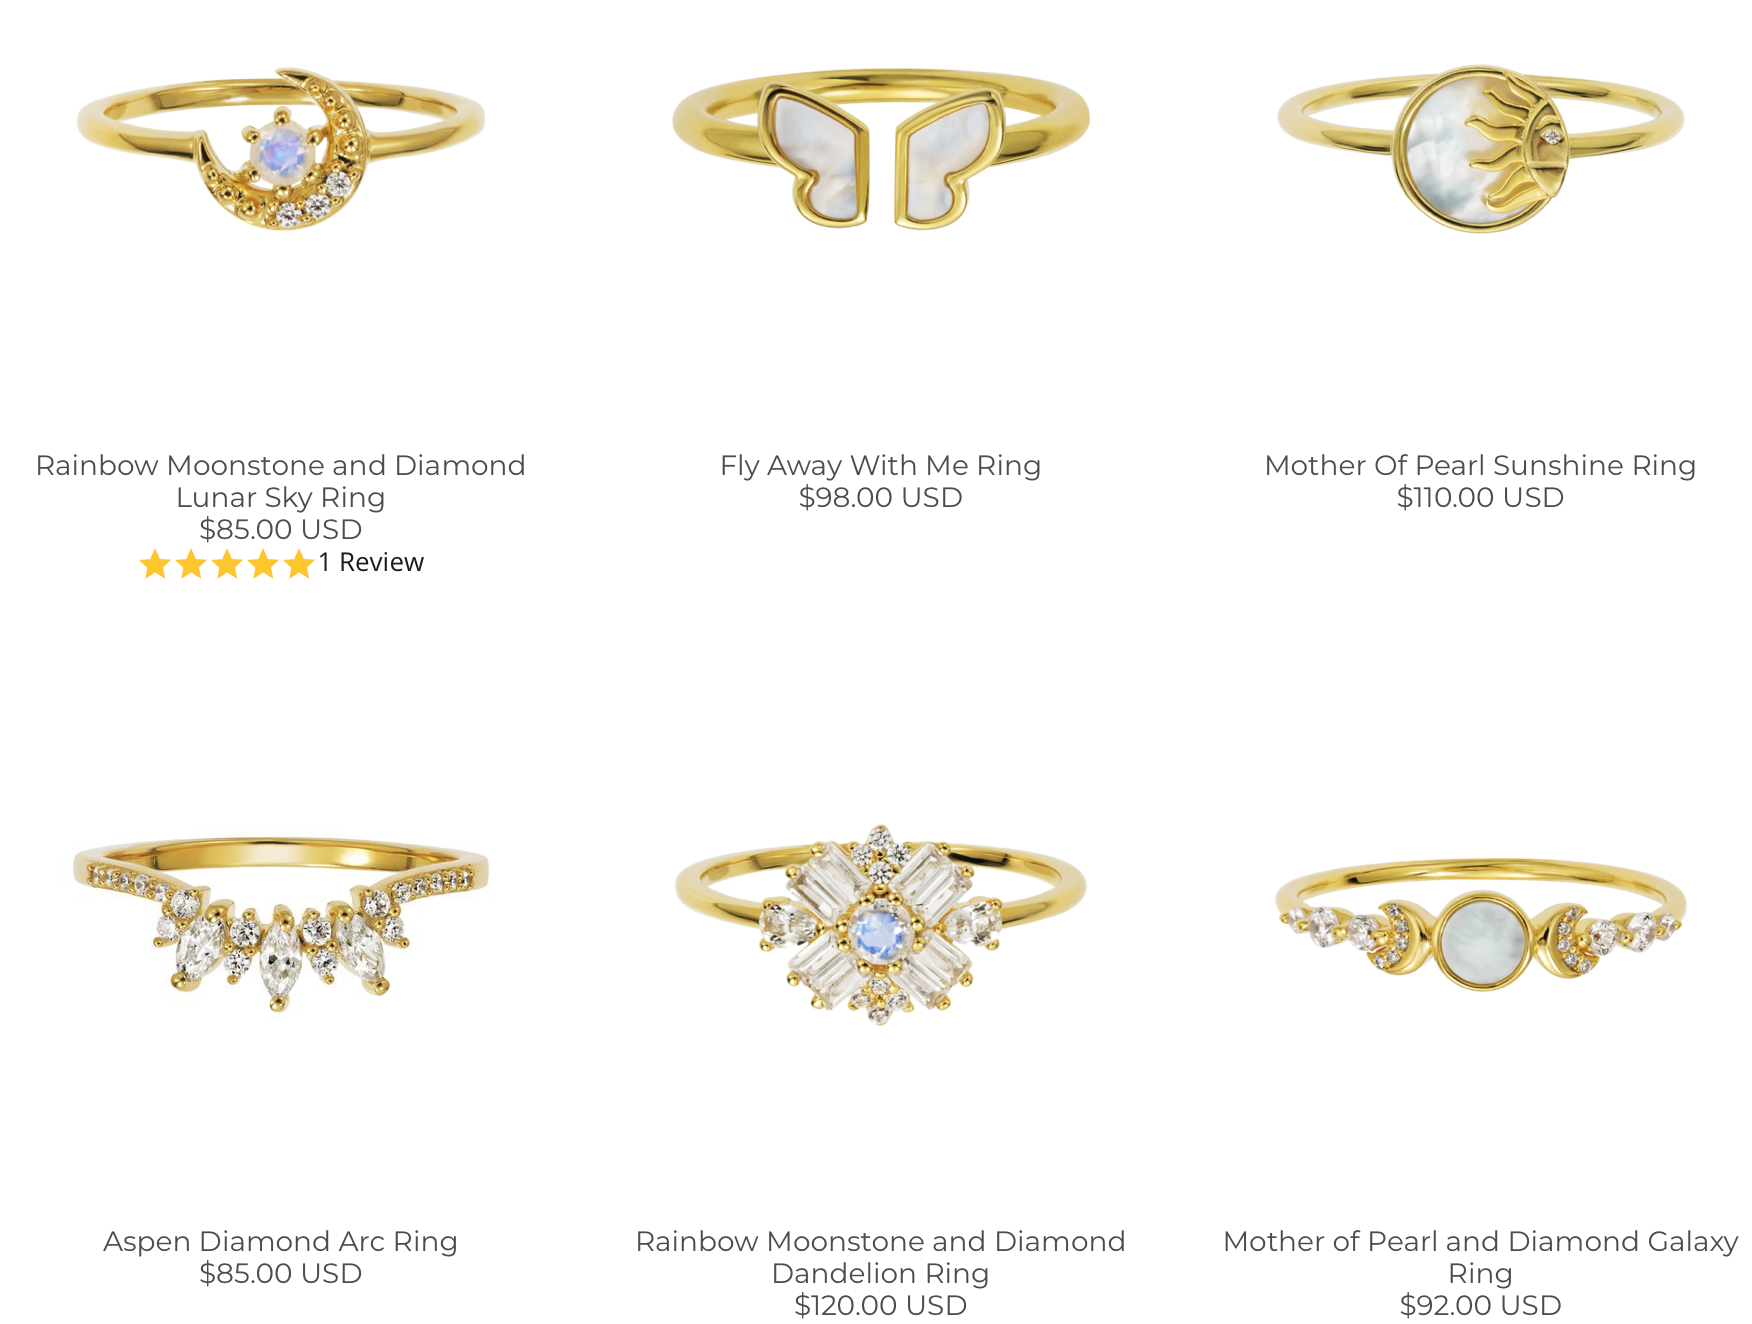 Rainbow Moonstone and Diamond
Lunar Sky Ring
$85.00 USD
1 Review
Fly Away With Me Ring
$98.00 USD
Mother Of Pearl Sunshine Ring
$110.00 USD
Aspen Diamond Arc Ring
$85.00 USD
Rainbow Moonstone and Diamond
Dandelion Ring
$120.00 USD
Mother of Pearl and Diamond Galaxy
Ring
$92.00 USD